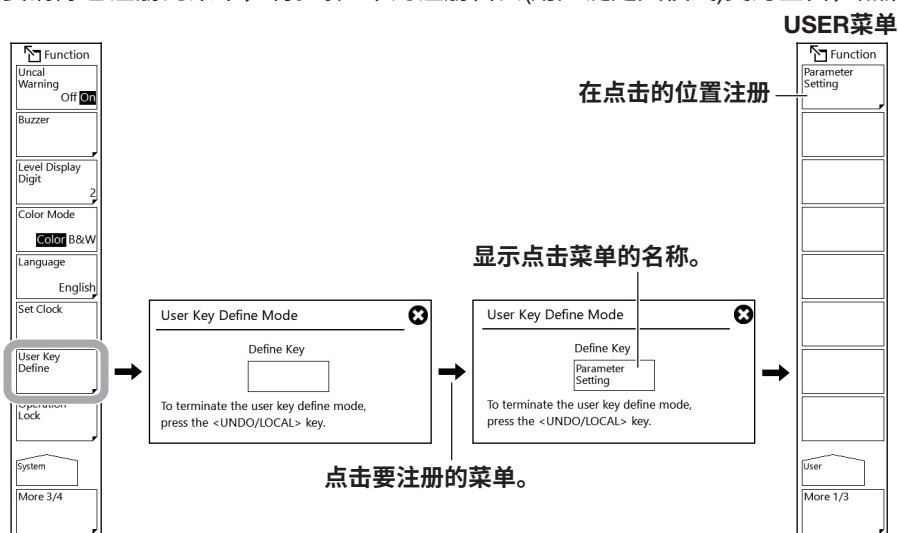 USER菜单
Function
Uncal
Warning
Off On
Buzzer
Level Display
Digit
2
Color Mode
Color B&W
Language
English
Set Clock
User Key
Define
Lock
System
More 3/4
User Key Define Mode
Define Key
To terminate the user key define mode,
press the <UNDO/LOCAL> key.
点击要注册的菜单。
显示点击菜单的名称。
User Key Define Mode
Define Key
Parameter
Setting
To terminate the user key define mode,
press the <UNDO/LOCAL> key.
在点击的位置注册
Function
Parameter
Setting
User
More 1/3